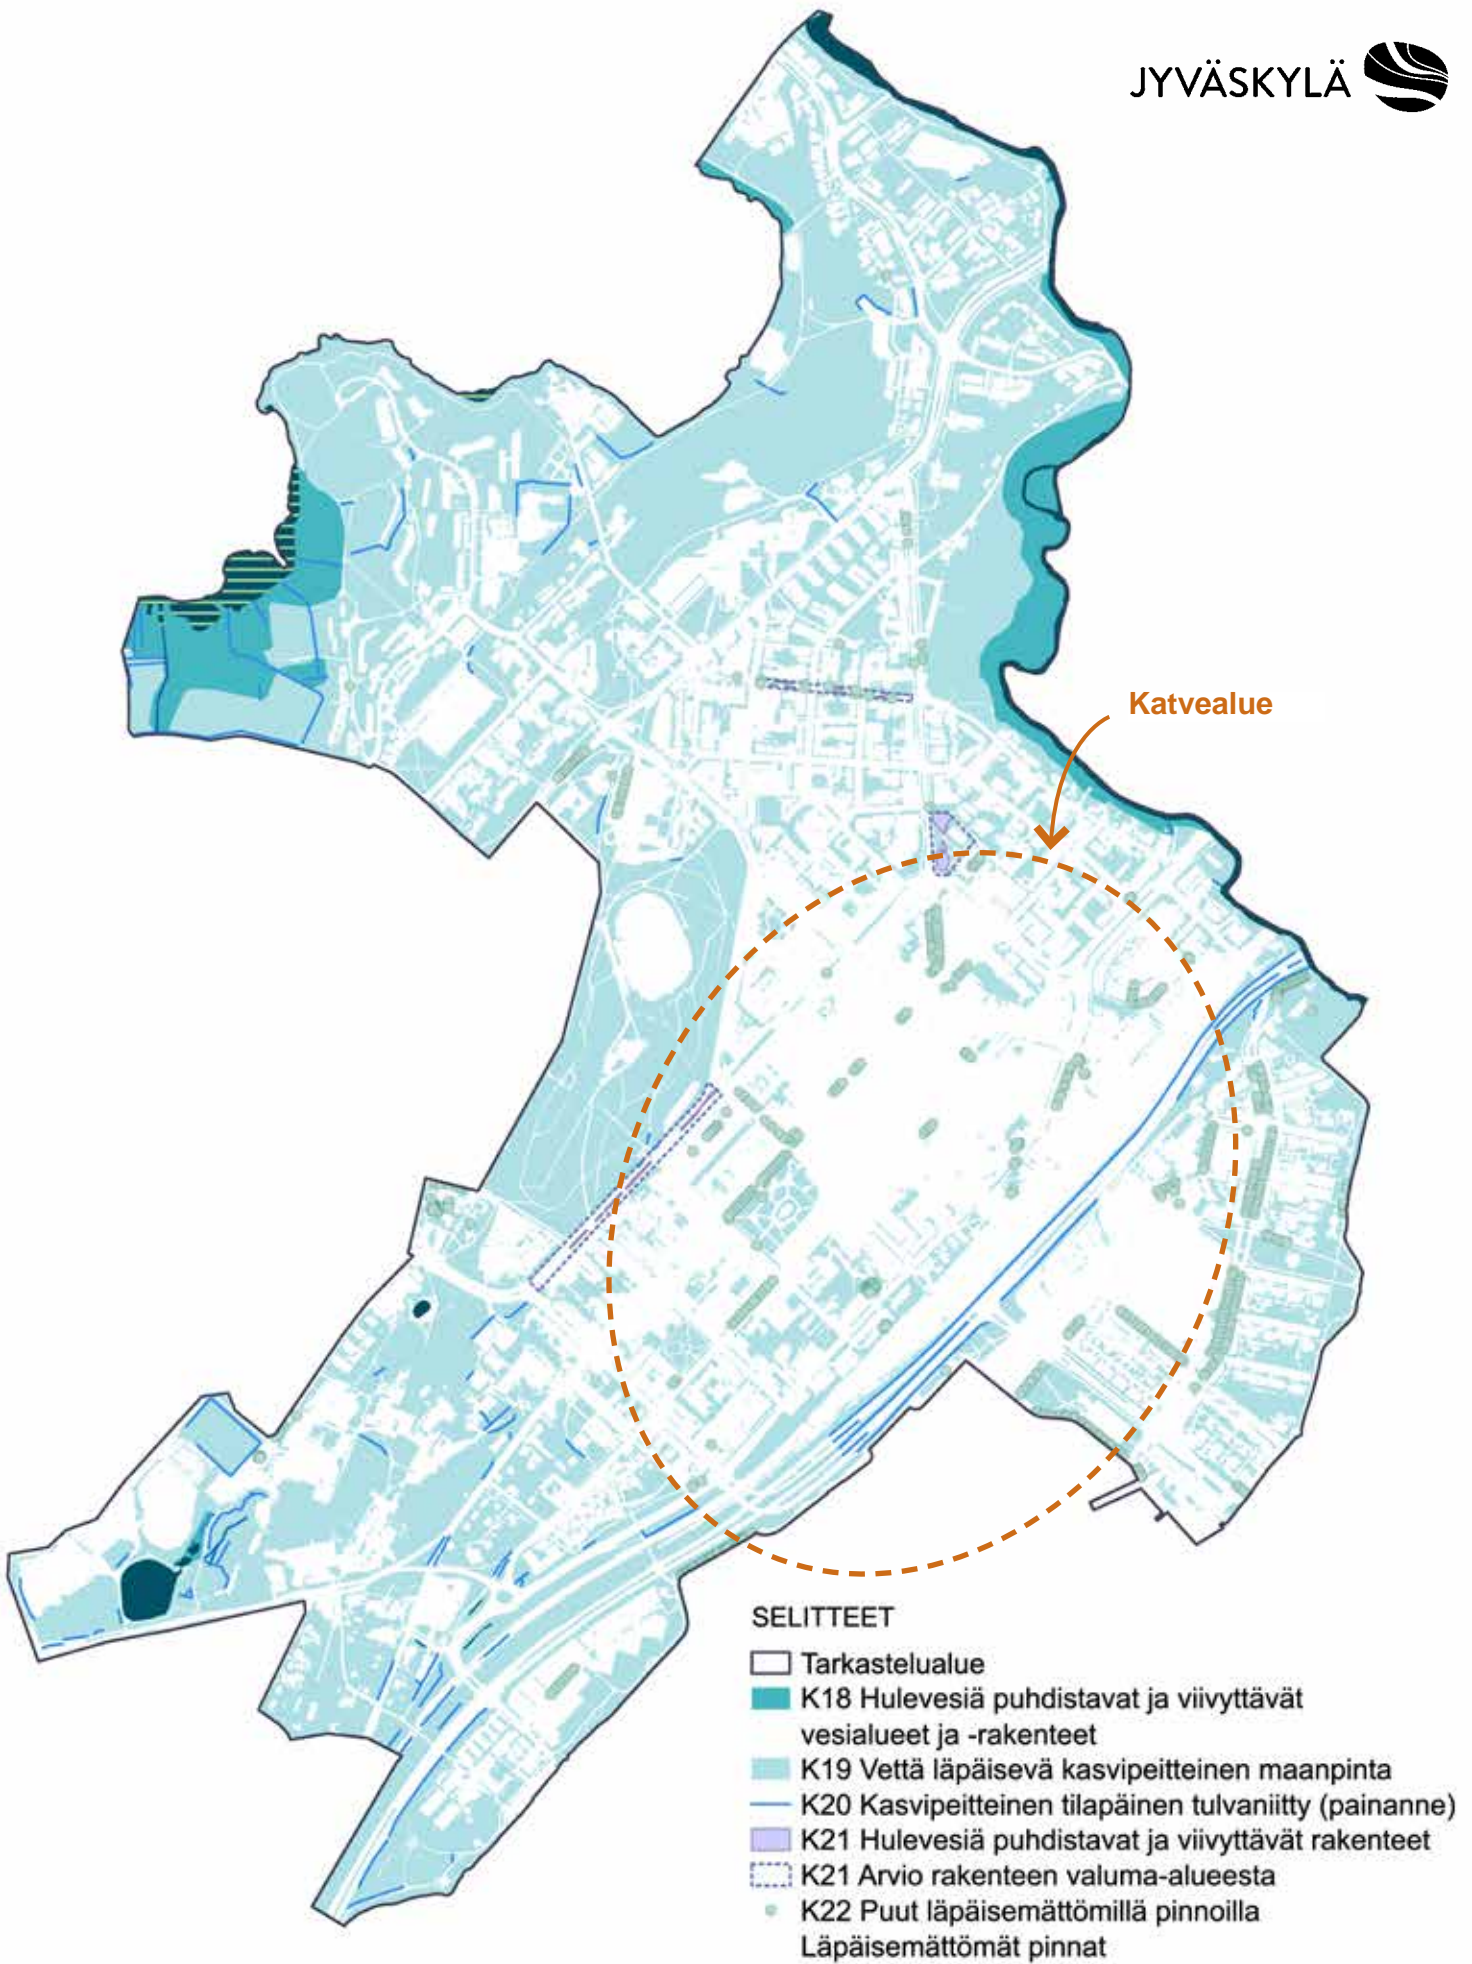 JYVÄSKYLÄ
Katvealue
SELITTEET
Tarkastelualue
K18 Hulevesiä puhdistavat ja viivyttävät
vesialueet ja -rakenteet
K19 Vettä läpäisevä kasvipeitteinen maanpinta
K20 Kasvipeitteinen tilapäinen tulvaniitty (painanne)
K21 Hulevesiä puhdistavat ja viivyttävät rakenteet
K21 Arvio rakenteen valuma-alueesta
K22 Puut läpäisemättömillä pinnoilla
Läpäisemättömät pinnat